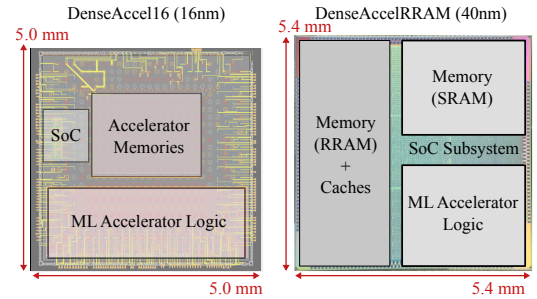 DenseAccel16 (16nm)
5.0 mm
SoC
Accelerator
Memories
ML Accelerator Logic
5.0 mm
DenseAccelRRAM (40nm)
5.4 mm
Memory
(RRAM)
+
Caches
Memory
(SRAM)
SoC Subsystem
ML Accelerator
Logic
5.4 mm